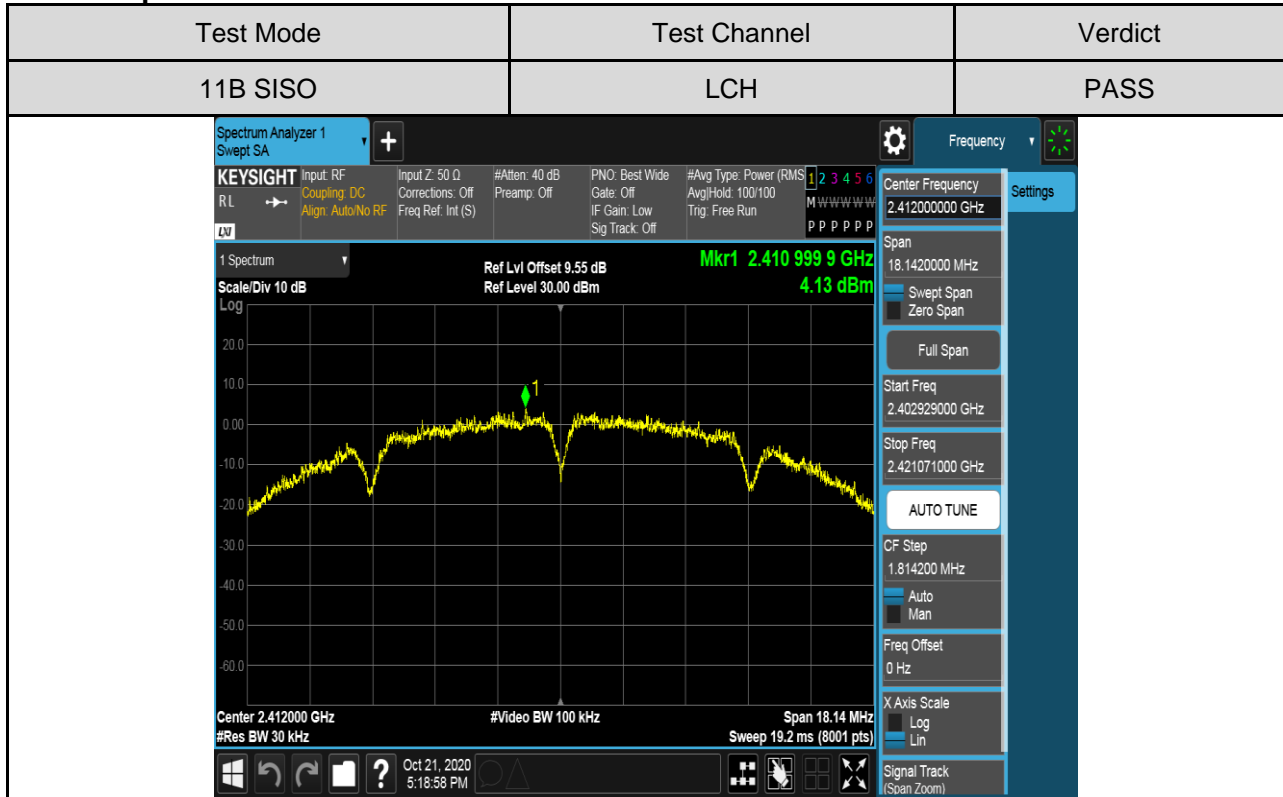 Test Mode Test Channel Verdict
11B SISO LCH PASS
Spectrum Analyzer 1
Swept SA
+
Frequency
KEYSIGHT
RL
LXI
Input: RF
Coupling: DC
Align: Auto/No RF
Input Z: 50 Ω
Corrections: Off
Freq Ref: Int (S)
#Atten: 40 dB
Preamp: Off
PNO: Best Wide
Gate: Off
IF Gain: Low
Sig Track: Off
#Avg Type: Power (RMS
Avg|Hold: 100/100
Trig: Free Run
1 2 3 4 5 6
M W W W W W
P P P P P P
1 Spectrum
Scale/Div 10 dB
Ref Lvl Offset 9.55 dB
Ref Level 30.00 dBm
Mkr1 2.410 999 9 GHz
4.13 dBm
Log
20.0
10.0
0.00
-10.0
-20.0
-30.0
-40.0
-50.0
-60.0
1
Center 2.412000 GHz
#Res BW 30 kHz
#Video BW 100 kHz
Span 18.14 MHz
Sweep 19.2 ms (8001 pts)
Center Frequency
2.412000000 GHz
Settings
Span
18.1420000 MHz
Swept Span
Zero Span
Full Span
Start Freq
2.402929000 GHz
Stop Freq
2.421071000 GHz
AUTO TUNE
CF Step
1.814200 MHz
Auto
Man
Freq Offset
0 Hz
X Axis Scale
Log
Lin
Signal Track
(Span Zoom)
?
Oct 21, 2020
5:18:58 PM